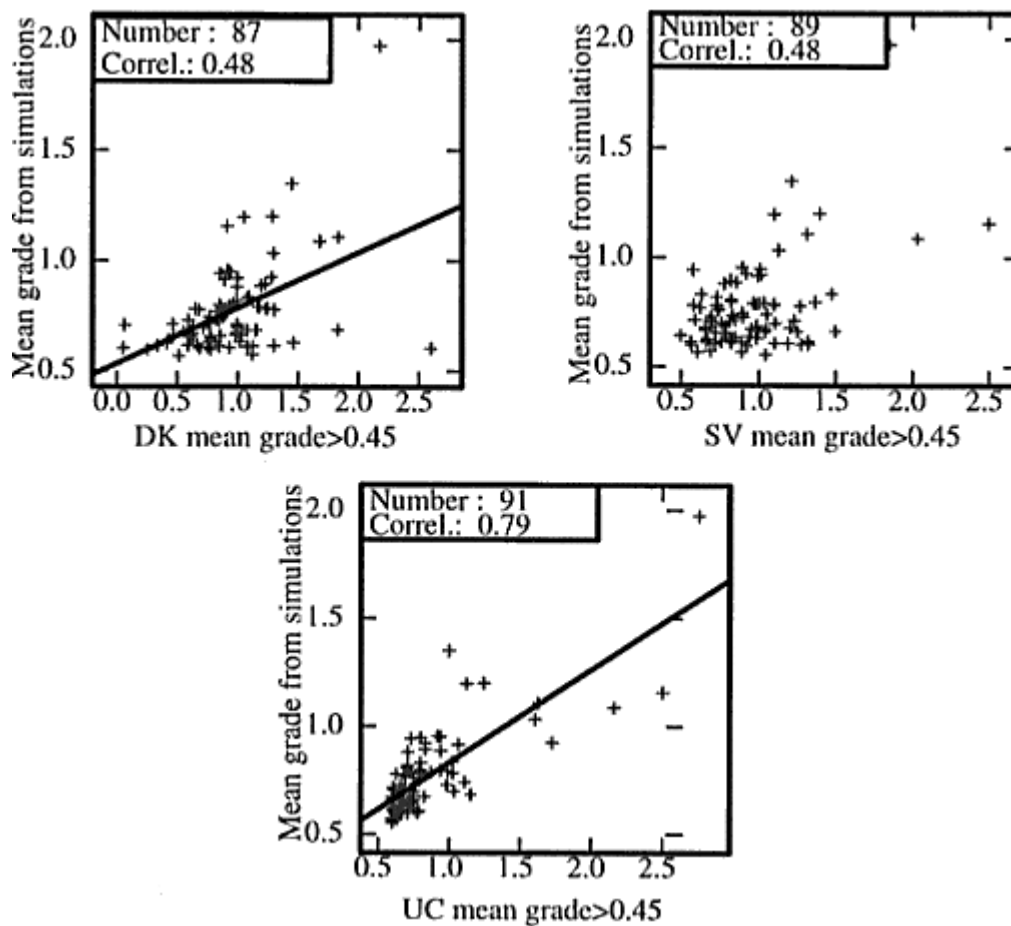 Number : 87
Correl.: 0.48
Mean grade from simulations
2.0
1.5
1.0
0.5
0.0 0.5 1.0 1.5 2.0 2.5
DK mean grade>0.45
Number : 89
Correl.: 0.48
Mean grade from simulations
2.0
1.5
1.0
0.5
0.5 1.0 1.5 2.0 2.5
SV mean grade>0.45
Number : 91
Correl.: 0.79
Mean grade from simulations
2.0
1.5
1.0
0.5
0.5 1.0 1.5 2.0 2.5
UC mean grade>0.45